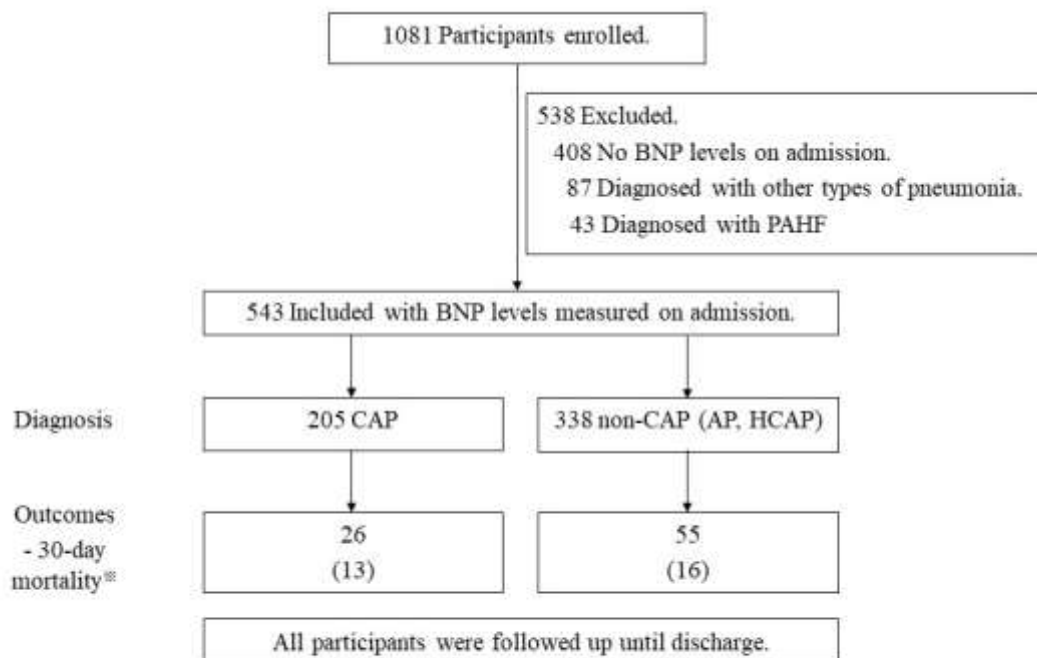 1081 Participants enrolled.
538 Excluded.
408 No BNP levels on admission.
87 Diagnosed with other types of pneumonia.
43 Diagnosed with PAHF
543 Included with BNP levels measured on admission.
Diagnosis
205 CAP
338 non-CAP (AP, HCAP)
Outcomes
- 30-day
mortality※
26
(13)
55
(16)
All participants were followed up until discharge.